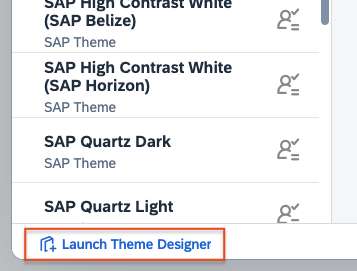 SAP High Contrast White
(SAP Belize)
SAP Theme
SAP High Contrast White
(SAP Horizon)
SAP Theme
SAP Quartz Dark
SAP Theme
SAP Quartz Light
Launch Theme Designer